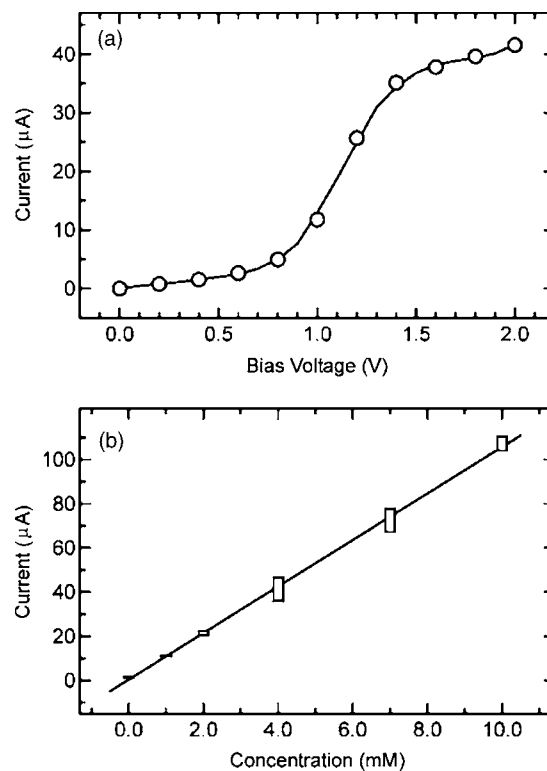 (a)
40
30
20
10
0
Current (μA)
0.0 0.5 1.0 1.5 2.0
Bias Voltage (V)
(b)
100
80
60
40
20
0
Current (μA)
0.0 2.0 4.0 6.0 8.0 10.0
Concentration (mM)